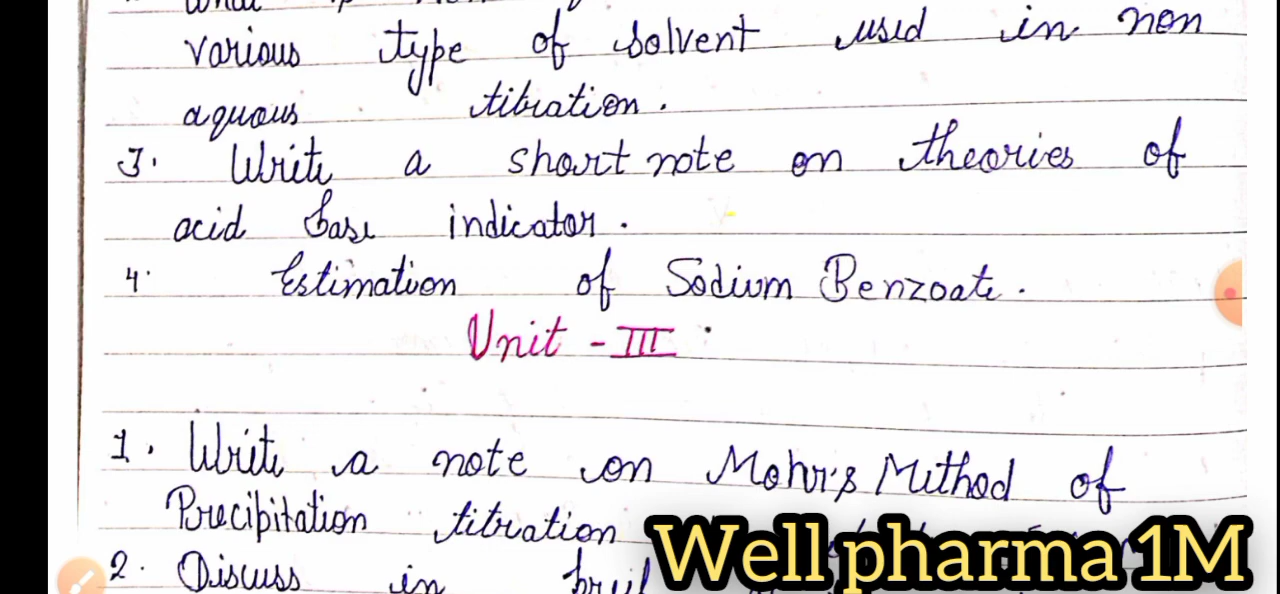 various type of solvent used in non
aquous titration.
3. Write a short note on theories of
acid base indicator.
4. Estimation of Sodium Benzoate.
Unit - III
1. Write a note on Mohr's Method of
Precipitation titration
2. Discuss in
Well pharma 1M